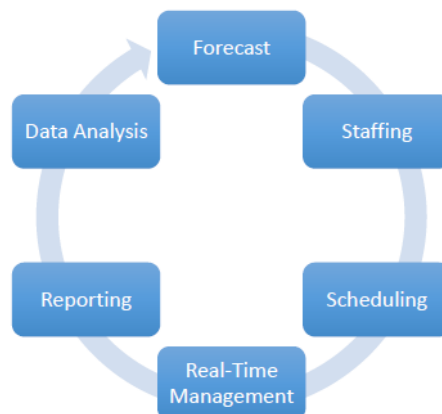 Forecast
Staffing
Scheduling
Real-Time
Management
Reporting
Data Analysis